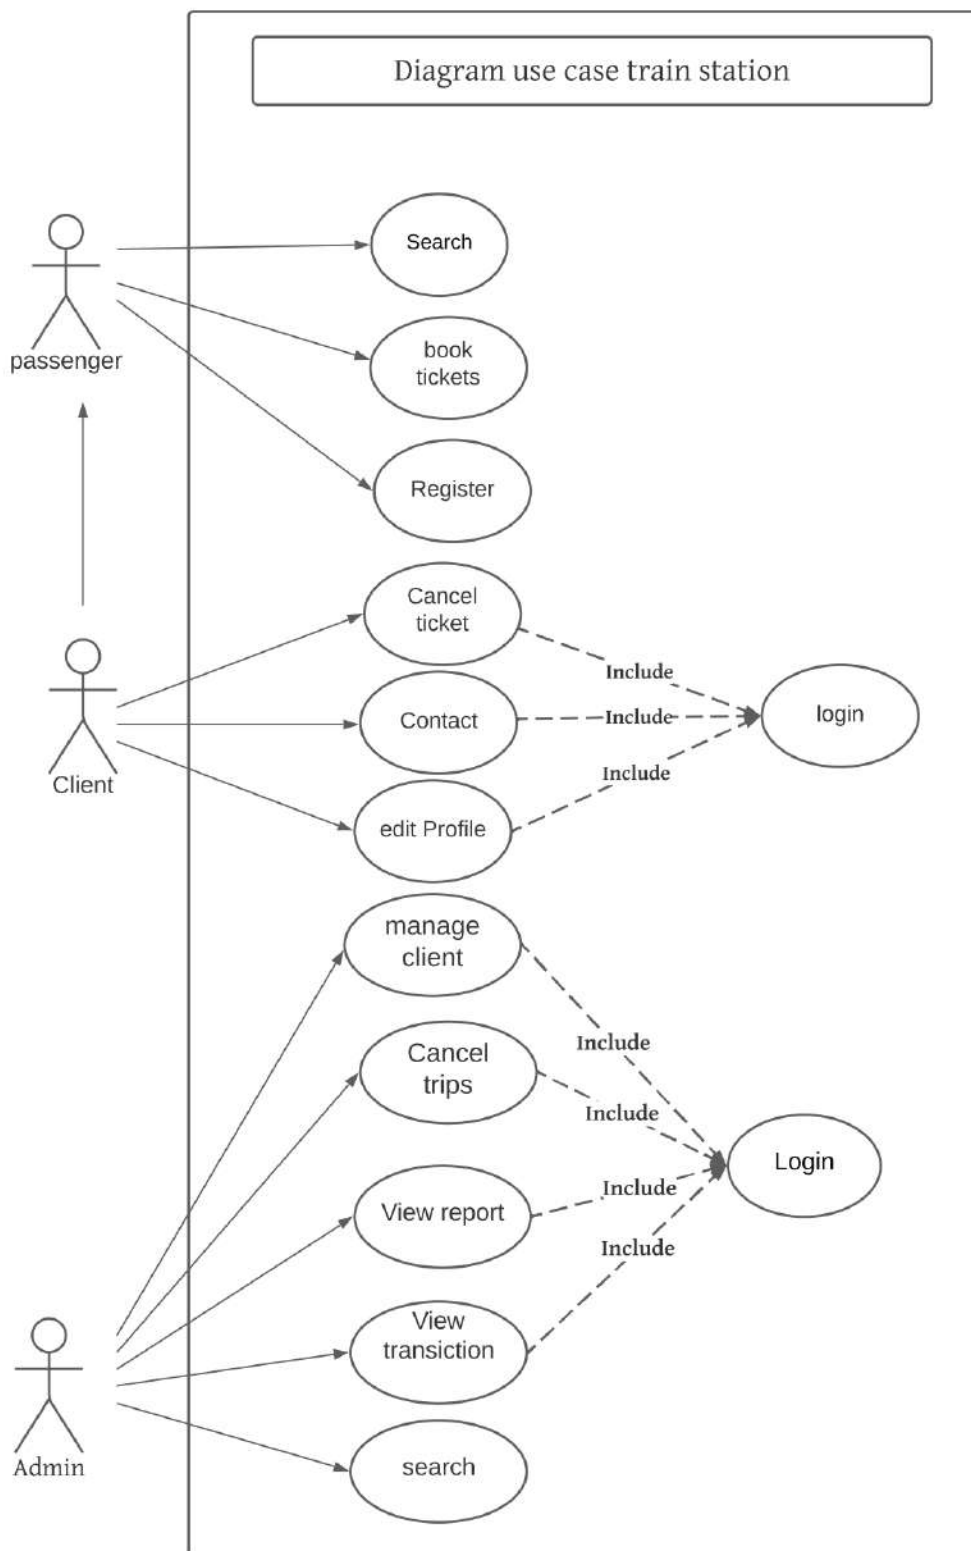 Diagram use case train station
Search
passenger
book
tickets
Register
Cancel
ticket
Include
Client
Contact
Include
login
edit Profile
Include
manage
client
Include
Cancel
trips
Include
Login
View report
Include
View
transiction
Include
Admin
search